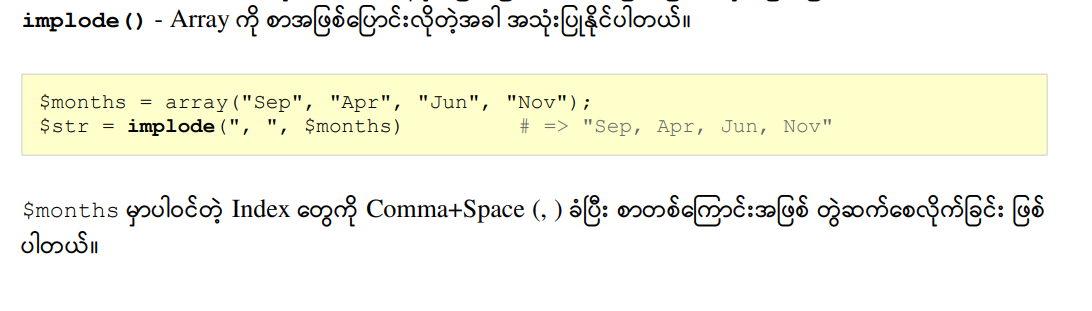 implode() - Array ကို စာအဖြစ်ပြောင်းလိုတဲ့အခါ အသုံးပြုနိုင်ပါတယ်။
$months = array("Sep", "Apr", "Jun", "Nov");
$str = implode(", ", $months) # => "Sep, Apr, Jun, Nov"
$months မှာပါဝင်တဲ့ Index တွေကို Comma+Space (, ) ခံပြီး စာတစ်ကြောင်းအဖြစ် တွဲဆက်စေလိုက်ခြင်း ဖြစ်
ပါတယ်။